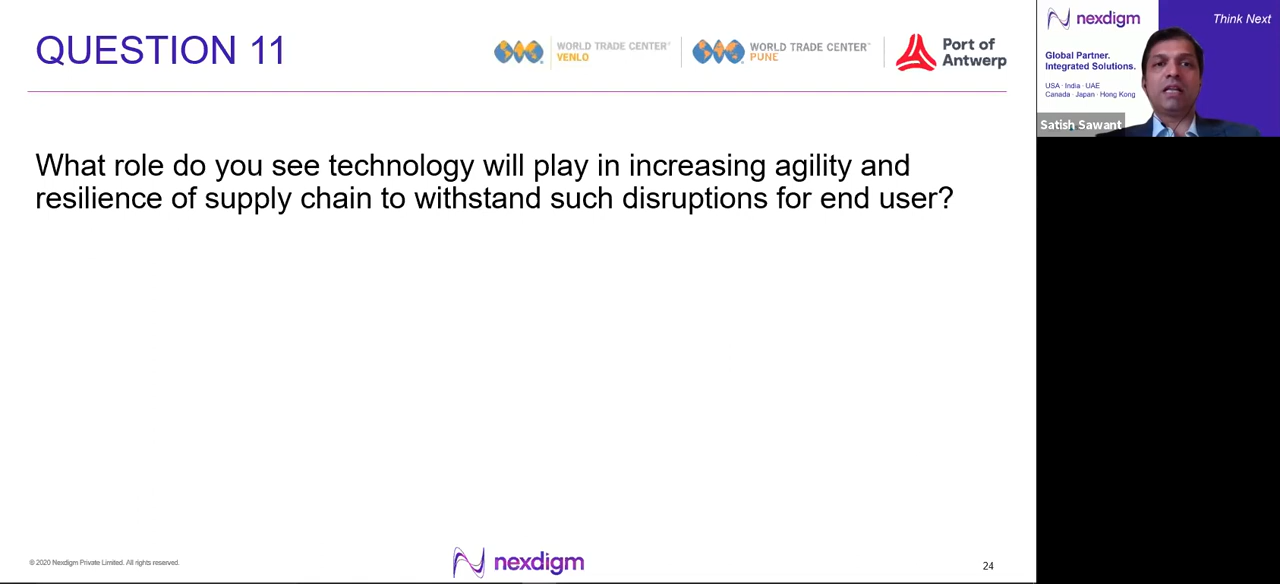 QUESTION 11
WORLD TRADE CENTER
VENLO
WORLD TRADE CENTER
PUNE
Port of
Antwerp
What role do you see technology will play in increasing agility and
resilience of supply chain to withstand such disruptions for end user?
© 2020 Nexdigm Private Limited. All rights reserved.
nexdigm
24
nexdigm
Think Next
Global Partner.
Integrated Solutions.
USA · India · UAE
Canada · Japan · Hong Kong
Satish Sawant